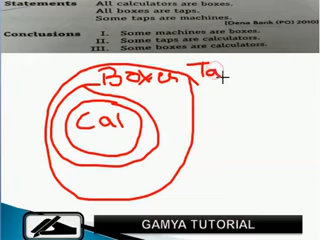 Statements All calculators are boxes.
All boxes are taps.
Some taps are machines.
[Dena Bank (PO) 2010]
Conclusions I. Some machines are boxes.
II. Some taps are calculators.
III. Some boxes are calculators.
Boxes Ta
Cal
GAMYA TUTORIAL